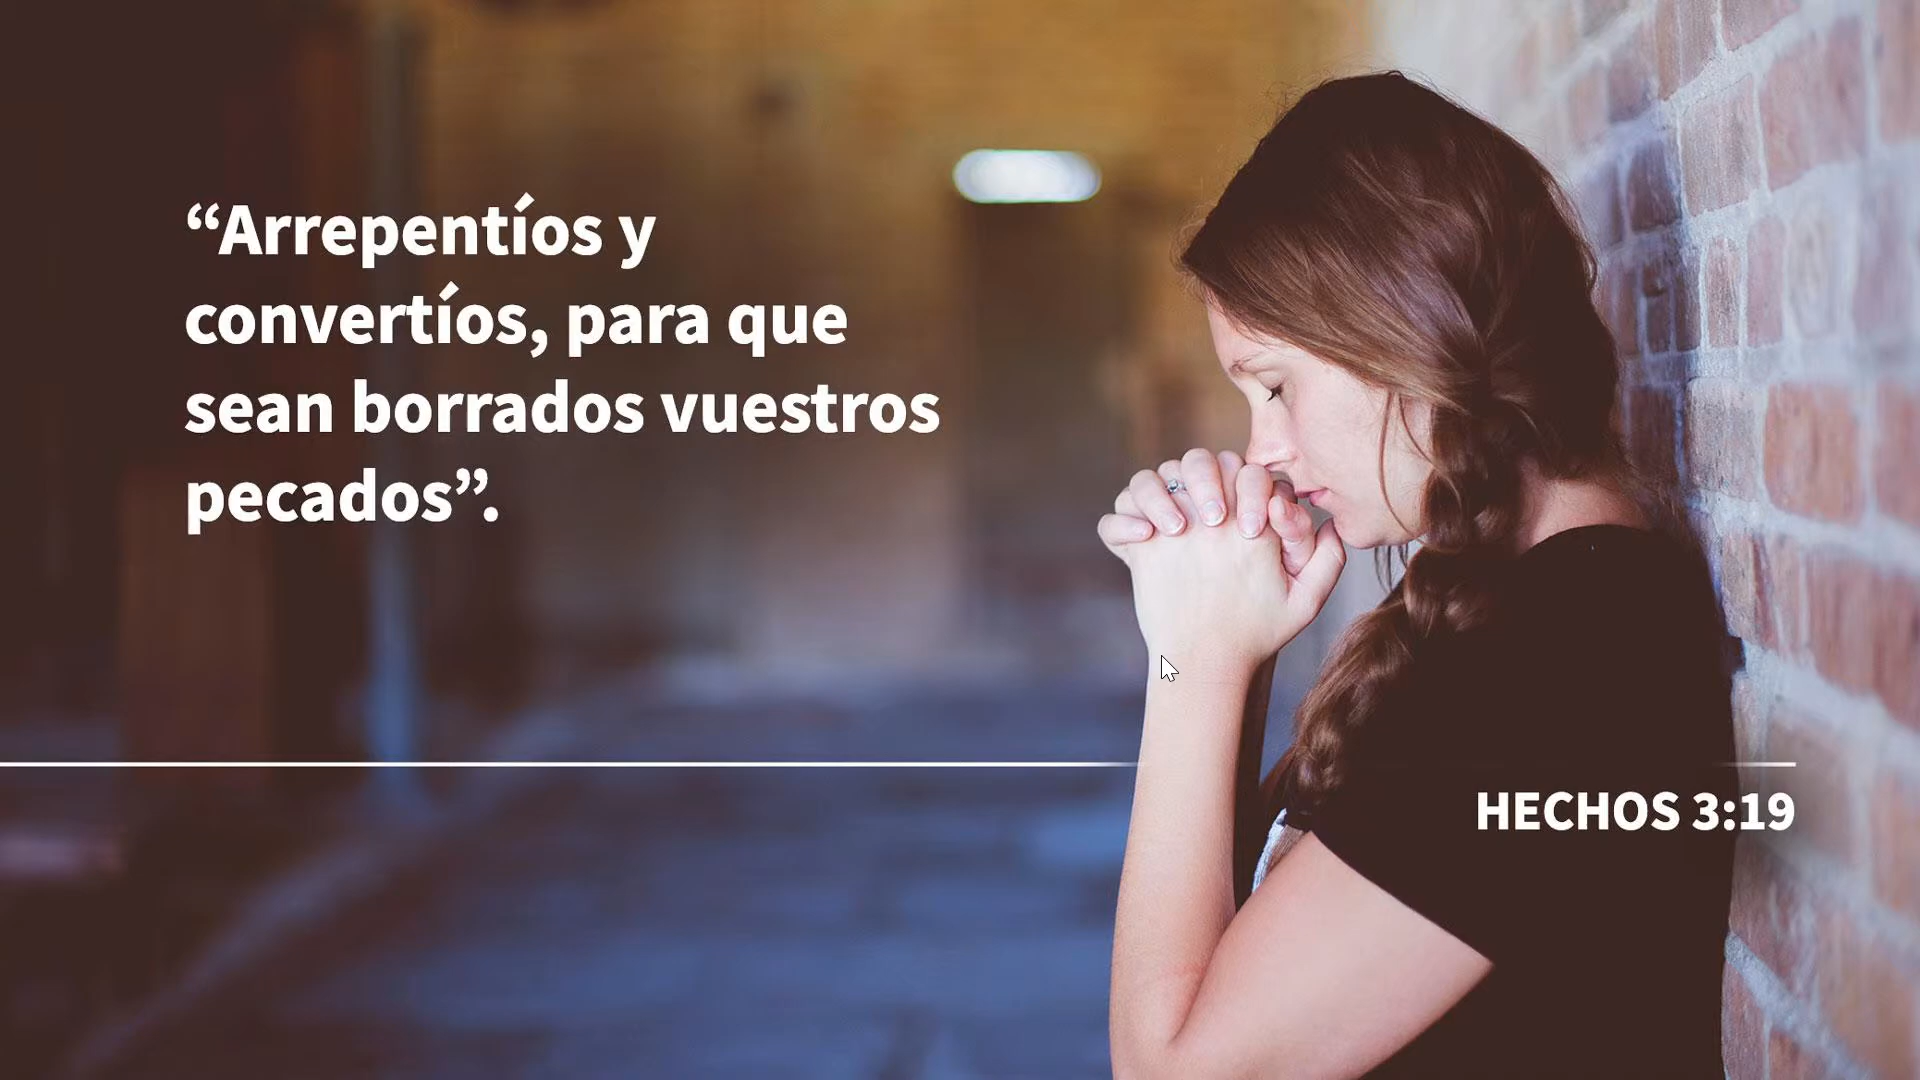 “Arrepentíos y
convertíos, para que
sean borrados vuestros
pecados”.
HECHOS 3:19